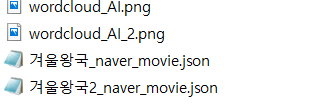 wordcloud_AI.png
wordcloud_AI_2.png
겨울왕국_naver_movie.json
겨울왕국2_naver_movie.json